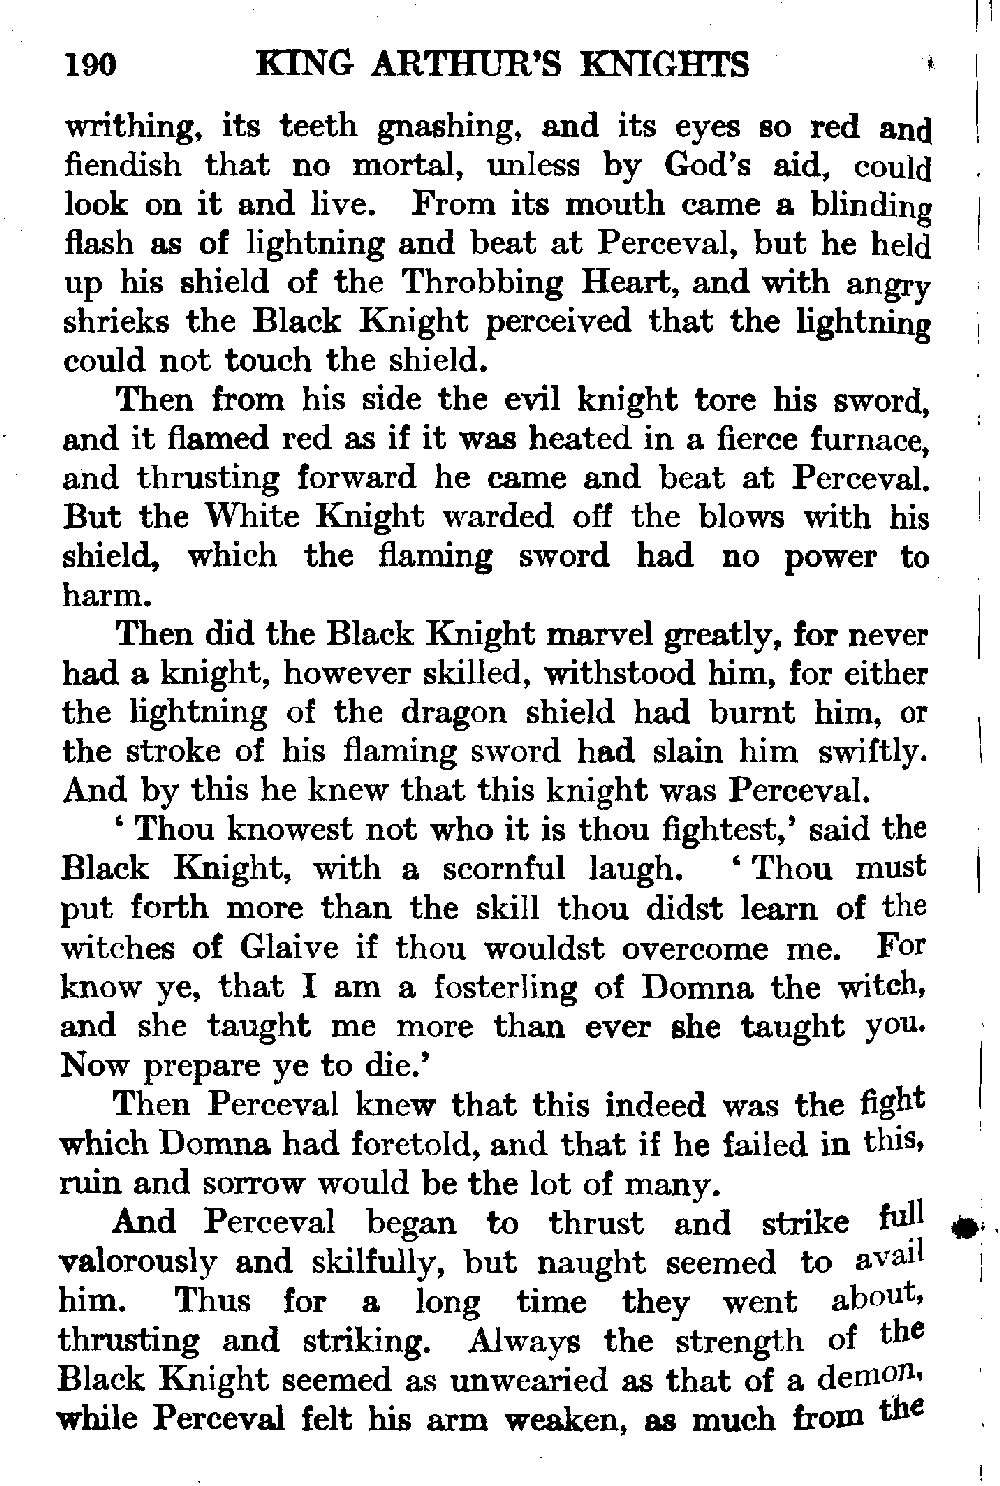 190 KING ARTHUR'S KNIGHTS
writhing, its teeth gnashing, and its eyes so red and
fiendish that no mortal, unless by God's aid, could
look on it and live. From its mouth came a blinding
flash as of lightning and beat at Perceval, but he held
up his shield of the Throbbing Heart, and with angry
shrieks the Black Knight perceived that the lightning
could not touch the shield.
Then from his side the evil knight tore his sword,
and it flamed red as if it was heated in a fierce furnace,
and thrusting forward he came and beat at Perceval.
But the White Knight warded off the blows with his
shield, which the flaming sword had no power to
harm.
Then did the Black Knight marvel greatly, for never
had a knight, however skilled, withstood him, for either
the lightning of the dragon shield had burnt him, or
the stroke of his flaming sword had slain him swiftly.
And by this he knew that this knight was Perceval.
‘ Thou knowest not who it is thou fightest,’ said the
Black Knight, with a scornful laugh. ‘ Thou must
put forth more than the skill thou didst learn of the
witches of Glaive if thou wouldst overcome me. For
know ye, that I am a fosterling of Domna the witch,
and she taught me more than ever she taught you.
Now prepare ye to die.’
Then Perceval knew that this indeed was the fight
which Domna had foretold, and that if he failed in this,
ruin and sorrow would be the lot of many.
And Perceval began to thrust and strike full
valorously and skilfully, but naught seemed to avail
him. Thus for a long time they went about,
thrusting and striking. Always the strength of the
Black Knight seemed as unwearied as that of a demon,
while Perceval felt his arm weaken, as much from the